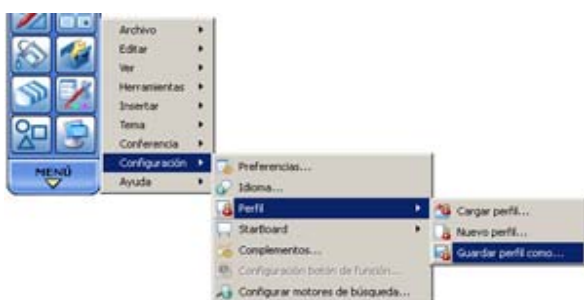 Archivo
Editar
Ver
Herramientas
Insertar
Tema
Conferencia
Configuración
Ayuda
MENÚ
Preferencias...
Idioma...
Perfil
StarBoard
Complementos...
Configuración botón de función...
Configurar motores de búsqueda...
Cargar perfil...
Nuevo perfil...
Guardar perfil como...